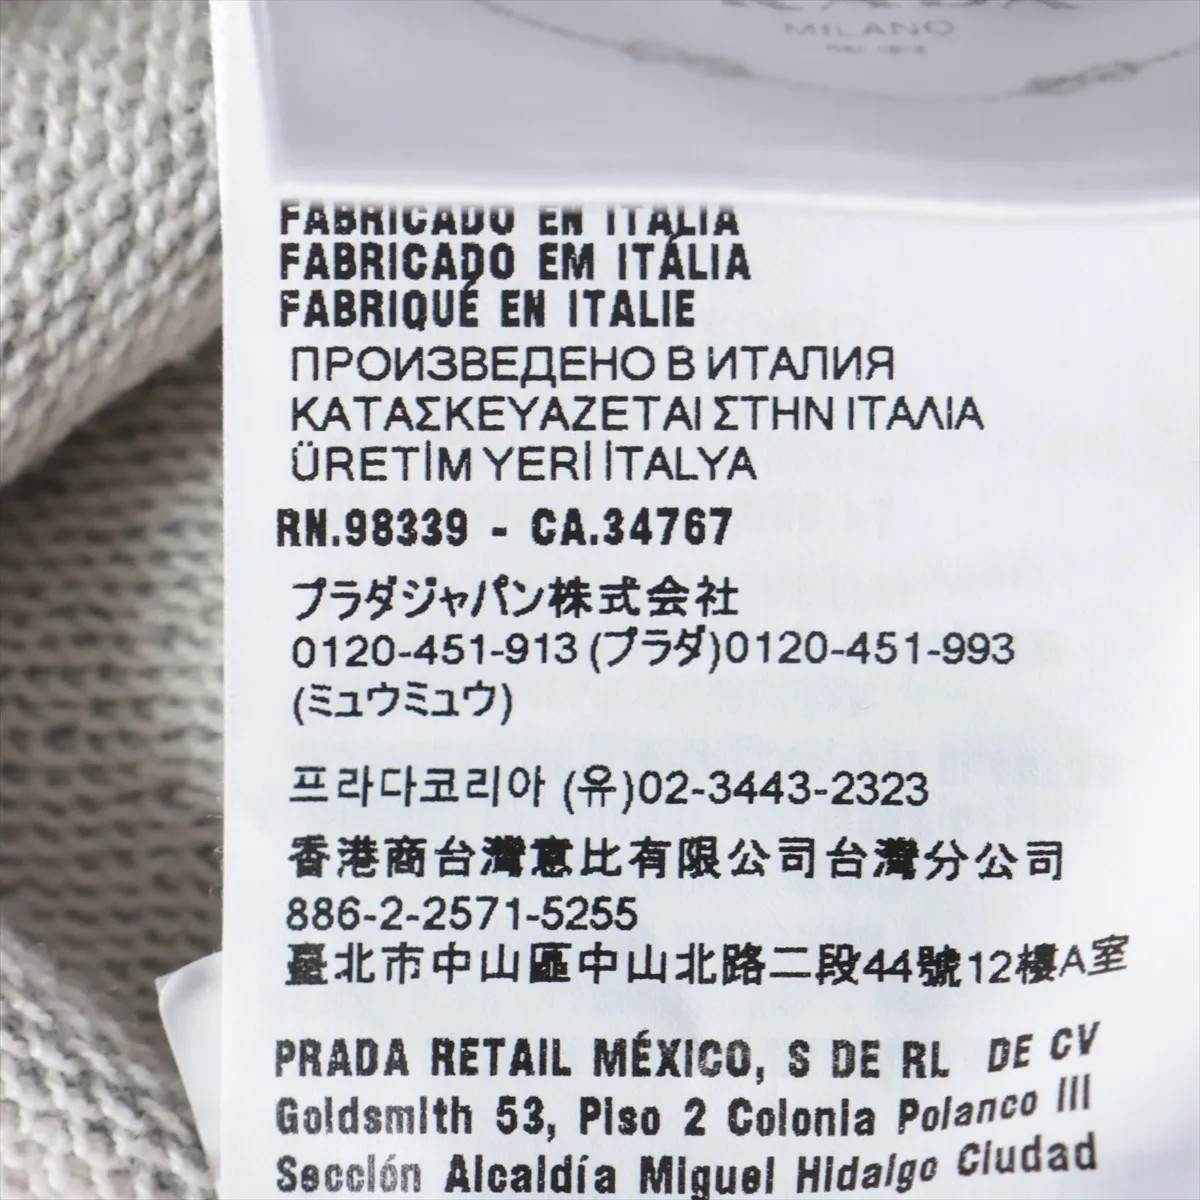 MILANO
FABRICADO EN ITALIA
FABRICADO EM ITÁLIA
FABRIQUÉ EN ITALIE
ПРОИЗВЕДЕНО В ИТАЛИЯ
ΚΑΤΑΣΚΕΥΑΖΕΤΑΙ ΣΤΗΝ ΙΤΑΛΙΑ
ÜRETİM YERİ İTALYA
RN.98339 - CA.34767
プラダジャパン株式会社
0120-451-913 (プラダ)0120-451-993
(ミュウミュウ)
프라다코리아 (유)02-3443-2323
香港商台灣意比有限公司台灣分公司
886-2-2571-5255
臺北市中山區中山北路二段44號12樓A室
PRADA RETAIL MÉXICO, S DE RL DE CV
Goldsmith 53, Piso 2 Colonia Polanco III
Sección Alcaldía Miguel Hidalgo Ciudad